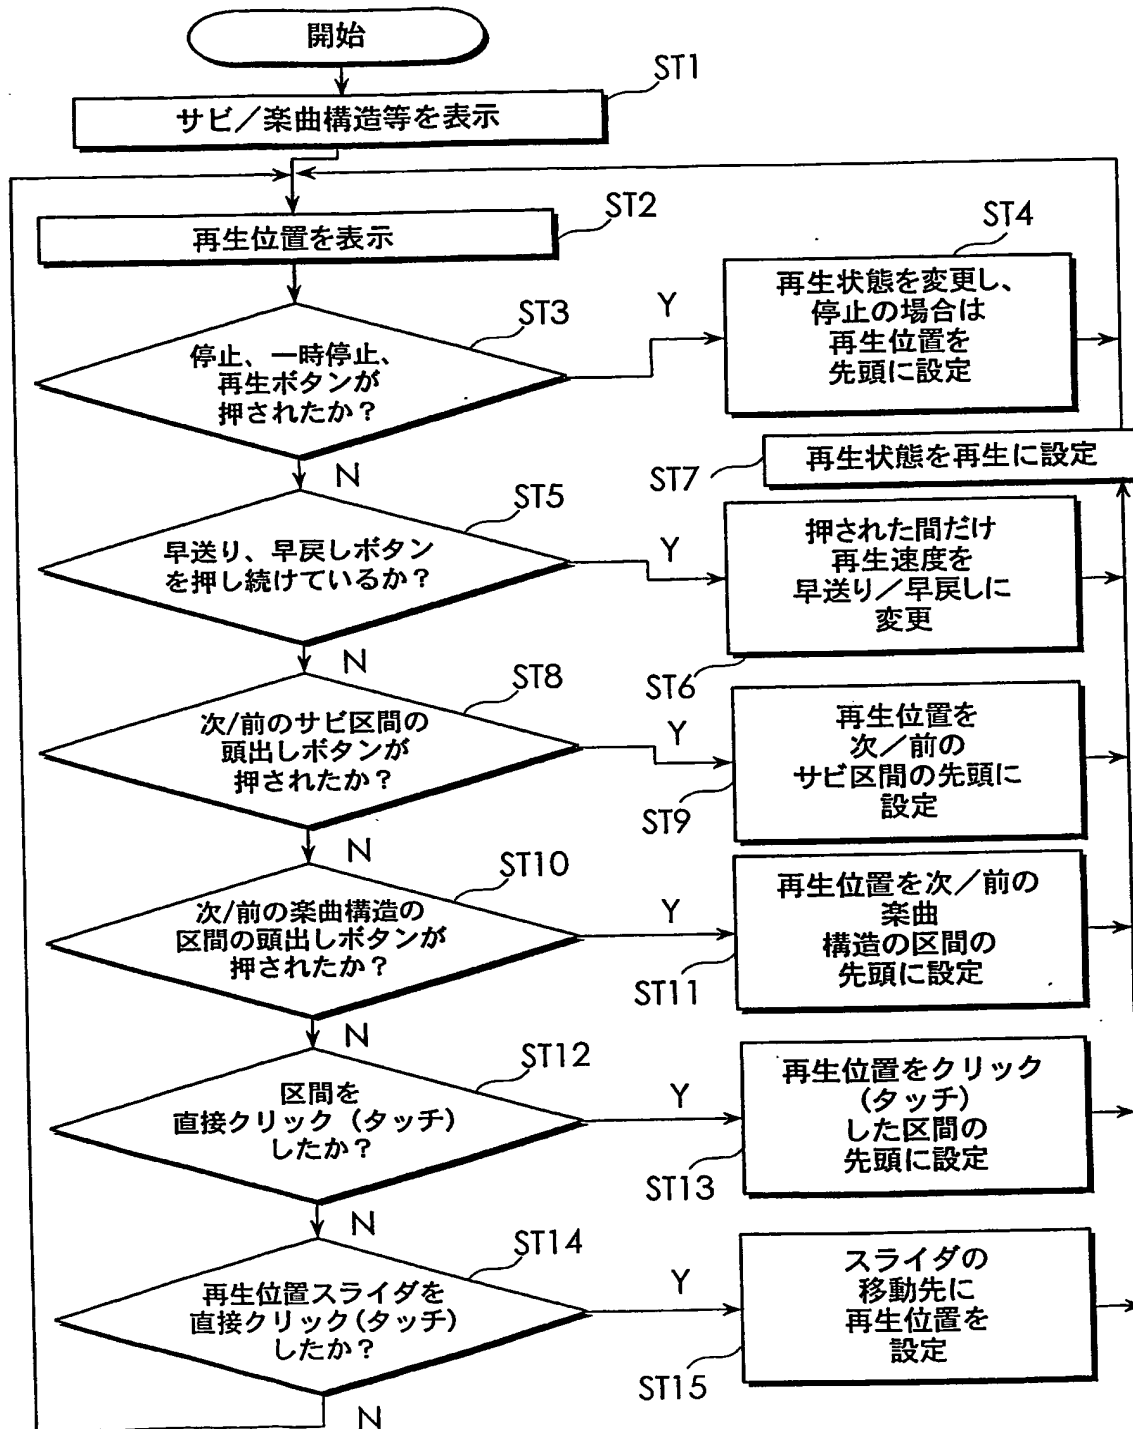 開始
ST1
サビ／楽曲構造等を表示
ST2
再生位置を表示
ST3
停止、一時停止、
再生ボタンが
押されたか？
Y
ST4
再生状態を変更し、
停止の場合は
再生位置を
先頭に設定
N
ST7
再生状態を再生に設定
ST5
早送り、早戻しボタン
を押し続けているか？
Y
押された間だけ
再生速度を
早送り／早戻しに
変更
ST6
N
ST8
次/前のサビ区間の
頭出しボタンが
押されたか？
Y
再生位置を
次／前の
サビ区間の先頭に
設定
ST9
N
ST10
次/前の楽曲構造の
区間の頭出しボタンが
押されたか？
Y
再生位置を次／前の
楽曲
構造の区間の
先頭に設定
ST11
N
ST12
区間を
直接クリック（タッチ）
したか？
Y
再生位置をクリック
（タッチ）
した区間の
先頭に設定
ST13
N
ST14
再生位置スライダを
直接クリック（タッチ）
したか？
Y
スライダの
移動先に
再生位置を
設定
ST15
N